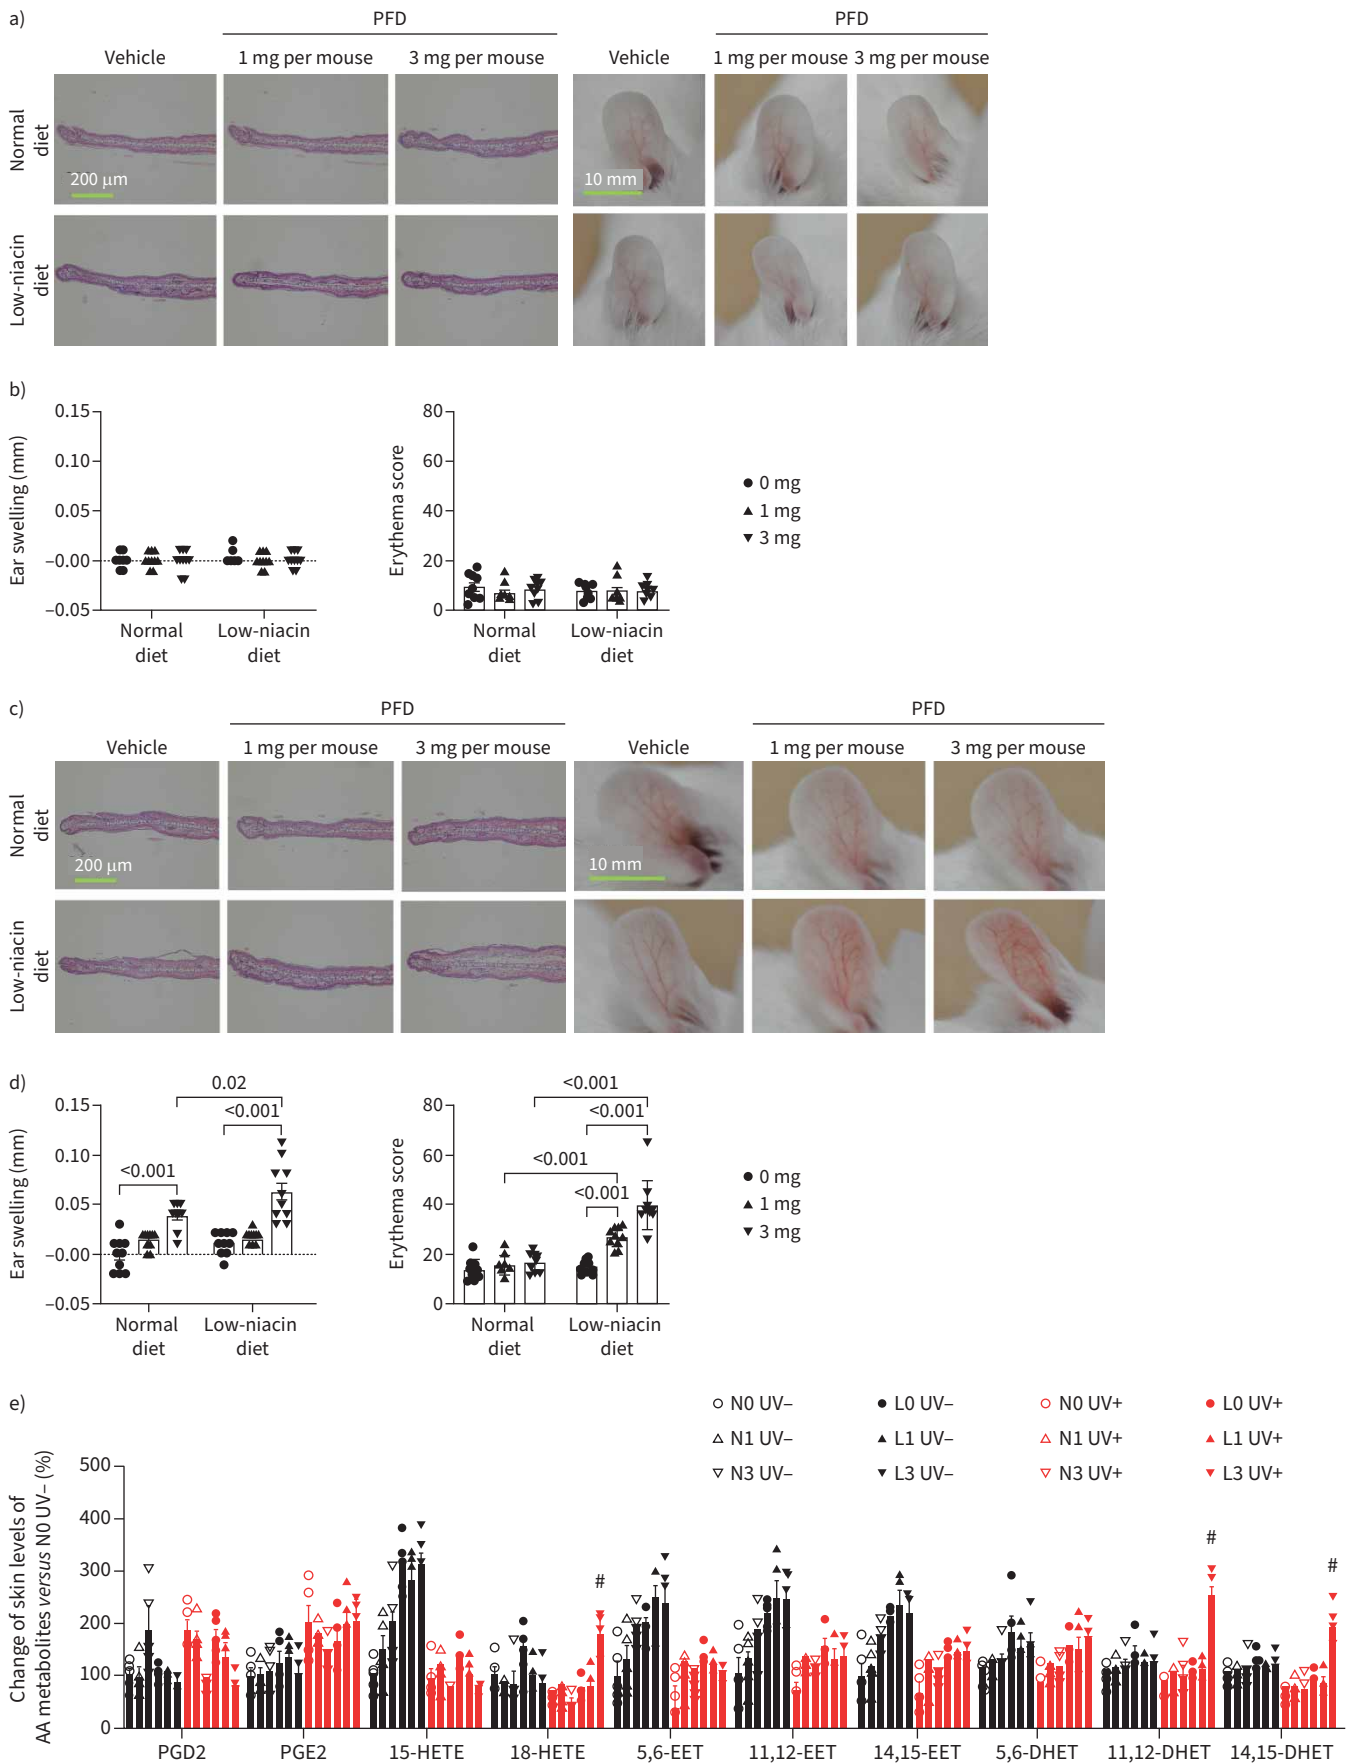 a)
PFD
PFD
Vehicle
1 mg per mouse
3 mg per mouse
Vehicle
1 mg per mouse
3 mg per mouse
Normal
diet
200 μm
10 mm
Low-niacin
diet
b)
Ear swelling (mm)
0.15
0.10
0.05
–0.00
–0.05
Normal
diet
Low-niacin
diet
Erythema score
80
60
40
20
0
Normal
diet
Low-niacin
diet
0 mg
1 mg
3 mg
c)
PFD
PFD
Vehicle
1 mg per mouse
3 mg per mouse
Vehicle
1 mg per mouse
3 mg per mouse
Normal
diet
200 μm
10 mm
Low-niacin
diet
d)
Ear swelling (mm)
0.15
0.10
0.05
–0.00
–0.05
0.02
<0.001
<0.001
Normal
diet
Low-niacin
diet
Erythema score
80
60
40
20
0
<0.001
<0.001
<0.001
<0.001
Normal
diet
Low-niacin
diet
0 mg
1 mg
3 mg
e)
N0 UV–
L0 UV–
N0 UV+
L0 UV+
N1 UV–
L1 UV–
N1 UV+
L1 UV+
N3 UV–
L3 UV–
N3 UV+
L3 UV+
Change of skin levels of
AA metabolites versus N0 UV– (%)
500
400
300
200
100
0
#
#
#
PGD2
PGE2
15-HETE
18-HETE
5,6-EET
11,12-EET
14,15-EET
5,6-DHET
11,12-DHET
14,15-DHET